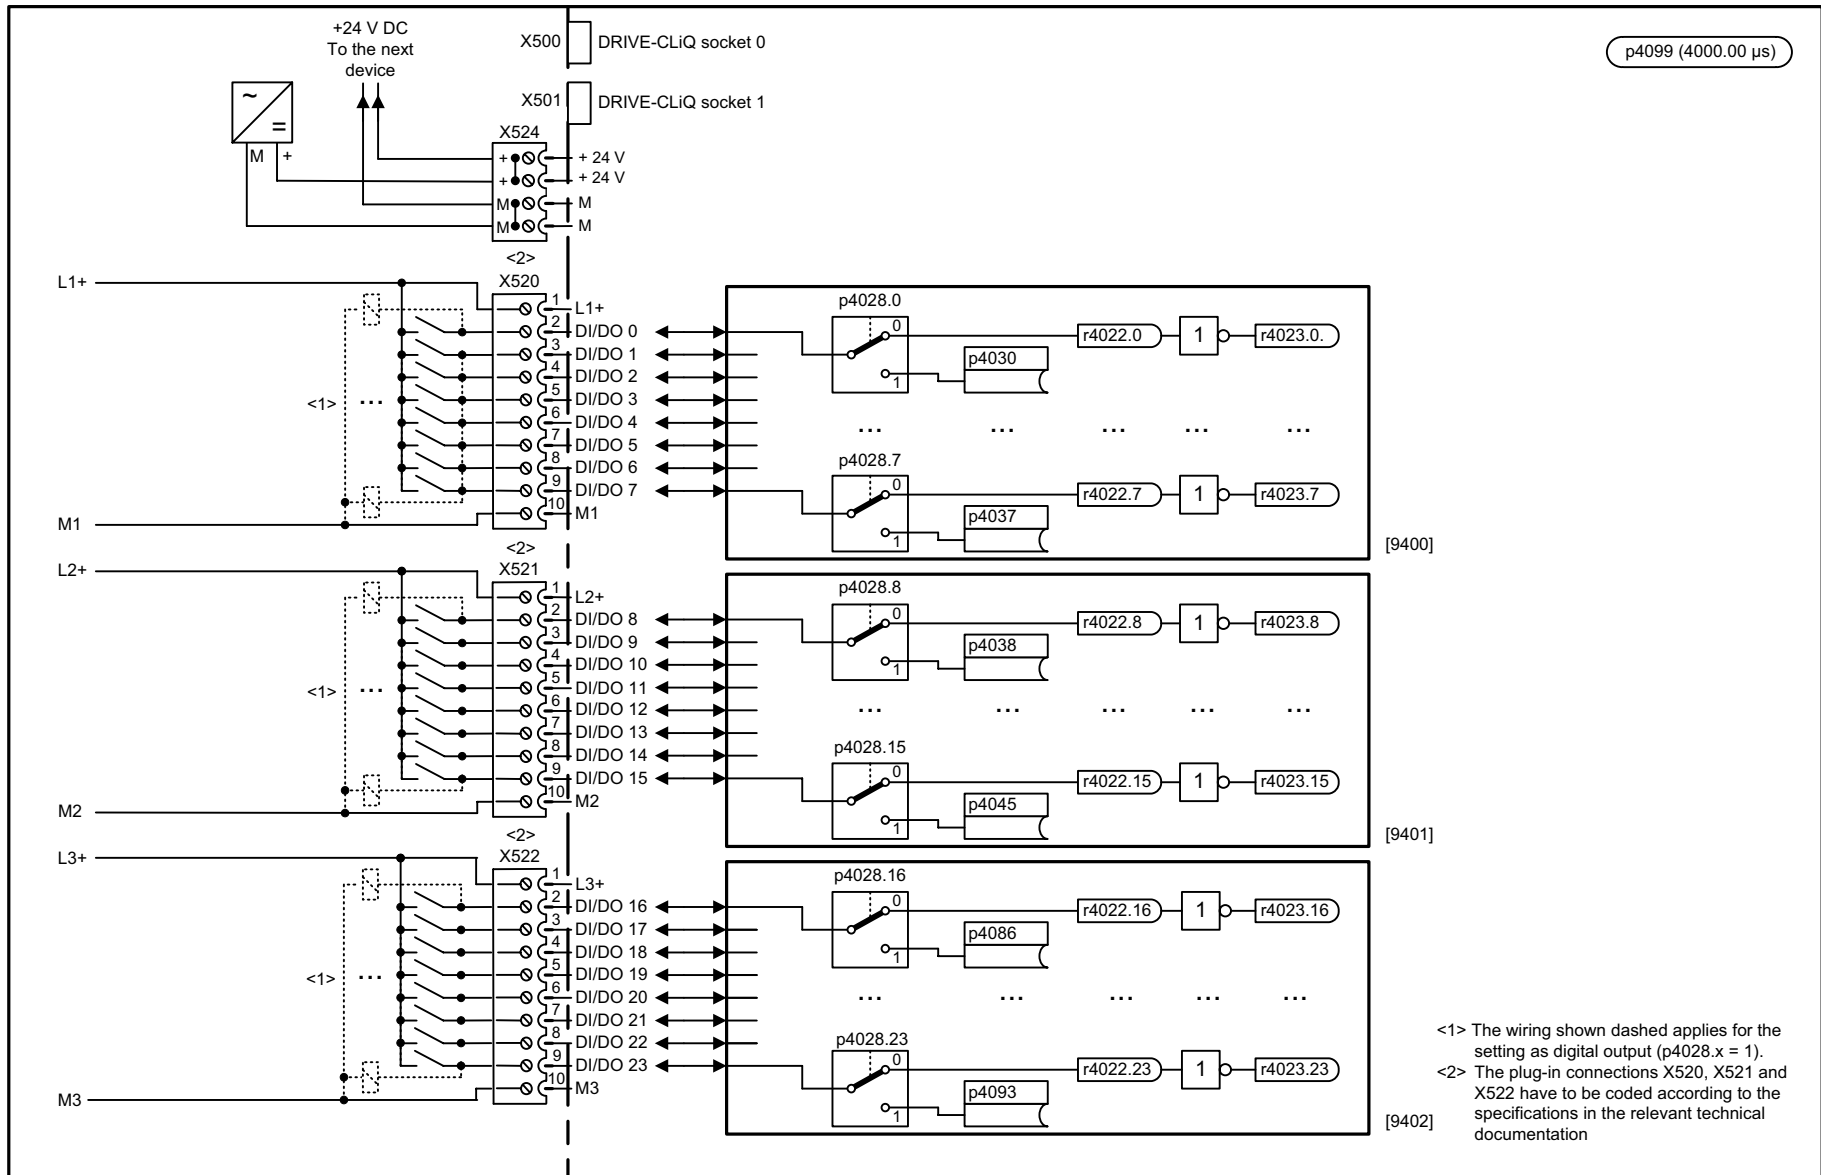 +24 V DC
To the next
device
X500
DRIVE-CLiQ socket 0
p4099 (4000.00 µs)
X501
DRIVE-CLiQ socket 1
~
=
M +
X524
+ + 24 V
+ + 24 V
M M
M M
<2>
X520
L1+
1 L1+
2 DI/DO 0
3 DI/DO 1
4 DI/DO 2
5 DI/DO 3
6 DI/DO 4
7 DI/DO 5
8 DI/DO 6
9 DI/DO 7
10 M1
<1> ...
M1
p4028.0
0
1
p4030
r4022.0
1
r4023.0.
... ... ... ... ...
p4028.7
0
1
p4037
r4022.7
1
r4023.7
[9400]
<2>
X521
L2+
1 L2+
2 DI/DO 8
3 DI/DO 9
4 DI/DO 10
5 DI/DO 11
6 DI/DO 12
7 DI/DO 13
8 DI/DO 14
9 DI/DO 15
10 M2
<1> ...
M2
p4028.8
0
1
p4038
r4022.8
1
r4023.8
... ... ... ... ...
p4028.15
0
1
p4045
r4022.15
1
r4023.15
[9401]
<2>
X522
L3+
1 L3+
2 DI/DO 16
3 DI/DO 17
4 DI/DO 18
5 DI/DO 19
6 DI/DO 20
7 DI/DO 21
8 DI/DO 22
9 DI/DO 23
10 M3
<1> ...
M3
p4028.16
0
1
p4086
r4022.16
1
r4023.16
... ... ... ... ...
p4028.23
0
1
p4093
r4022.23
1
r4023.23
[9402]
<1> The wiring shown dashed applies for the
setting as digital output (p4028.x = 1).
<2> The plug-in connections X520, X521 and
X522 have to be coded according to the
specifications in the relevant technical
documentation